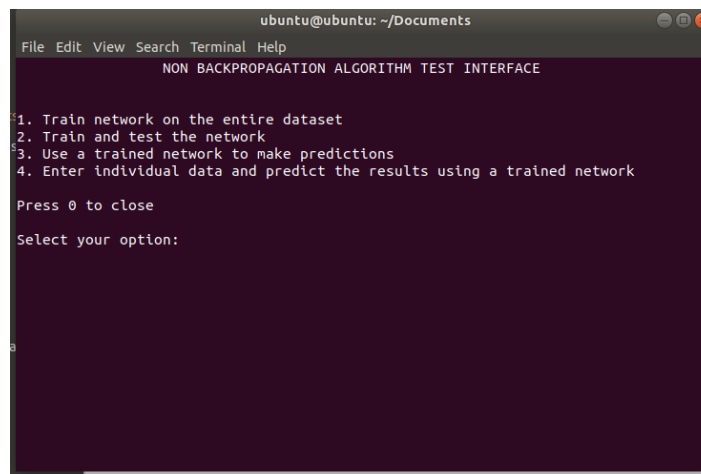 ubuntu@ubuntu: ~/Documents
File Edit View Search Terminal Help
NON BACKPROPAGATION ALGORITHM TEST INTERFACE
1. Train network on the entire dataset
2. Train and test the network
3. Use a trained network to make predictions
4. Enter individual data and predict the results using a trained network
Press 0 to close
Select your option: